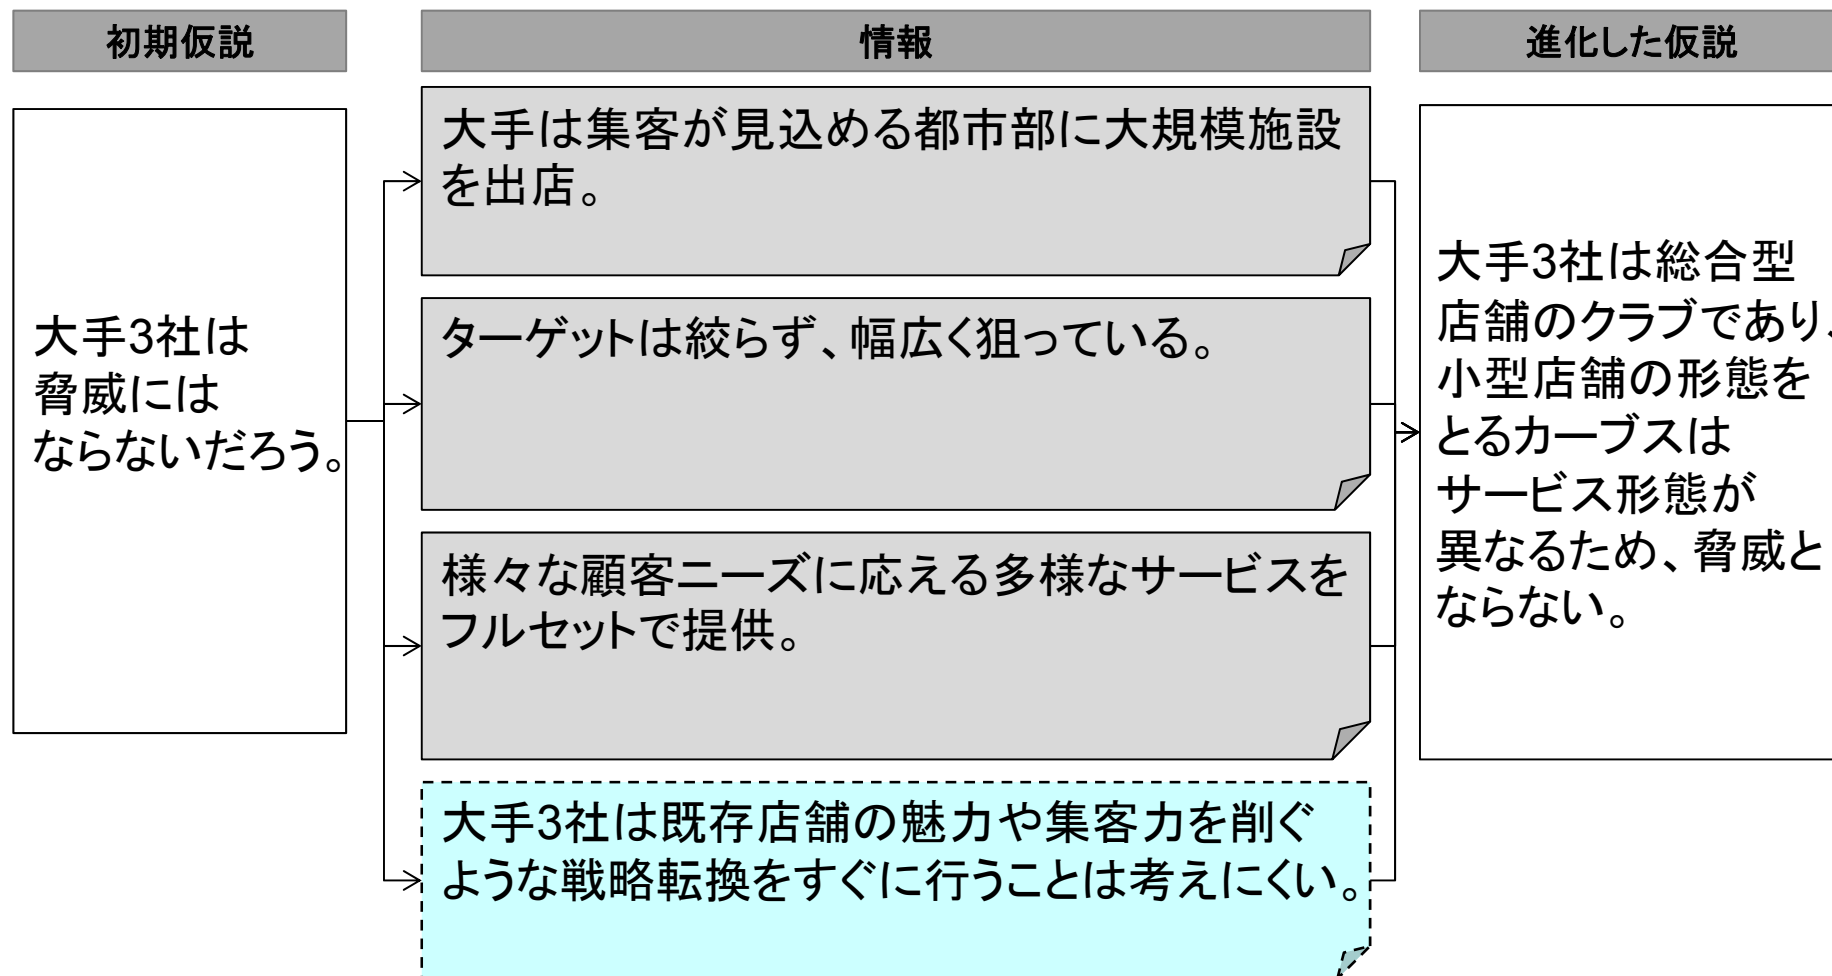 初期仮説
情報
進化した仮説
大手3社は
脅威には
ならないだろう。
大手は集客が見込める都市部に大規模施設
を出店。
ターゲットは絞らず、幅広く狙っている。
様々な顧客ニーズに応える多様なサービスを
フルセットで提供。
大手3社は既存店舗の魅力や集客力を削ぐ
ような戦略転換をすぐに行うことは考えにくい。
大手3社は総合型
店舗のクラブであり、
小型店舗の形態を
とるカーブスは
サービス形態が
異なるため、脅威と
ならない。